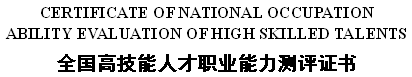 CERTIFICATE OF NATIONAL OCCUPATION
ABILITY EVALUATION OF HIGH SKILLED TALENTS
全国高技能人才职业能力测评证书